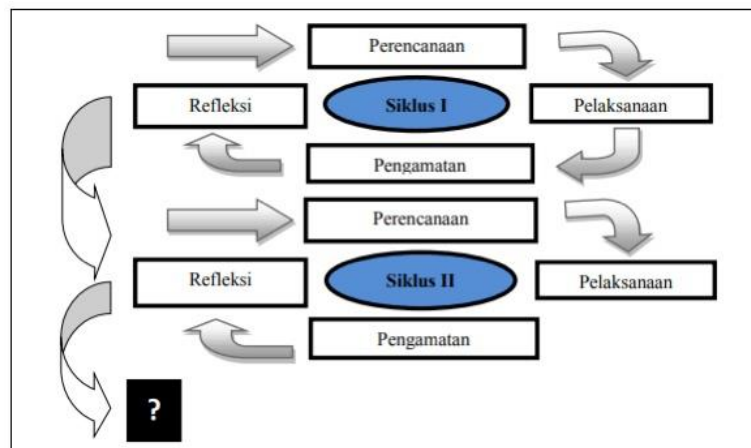 Perencanaan
Refleksi
Siklus I
Pelaksanaan
Pengamatan
Perencanaan
Refleksi
Siklus II
Pelaksanaan
Pengamatan
?